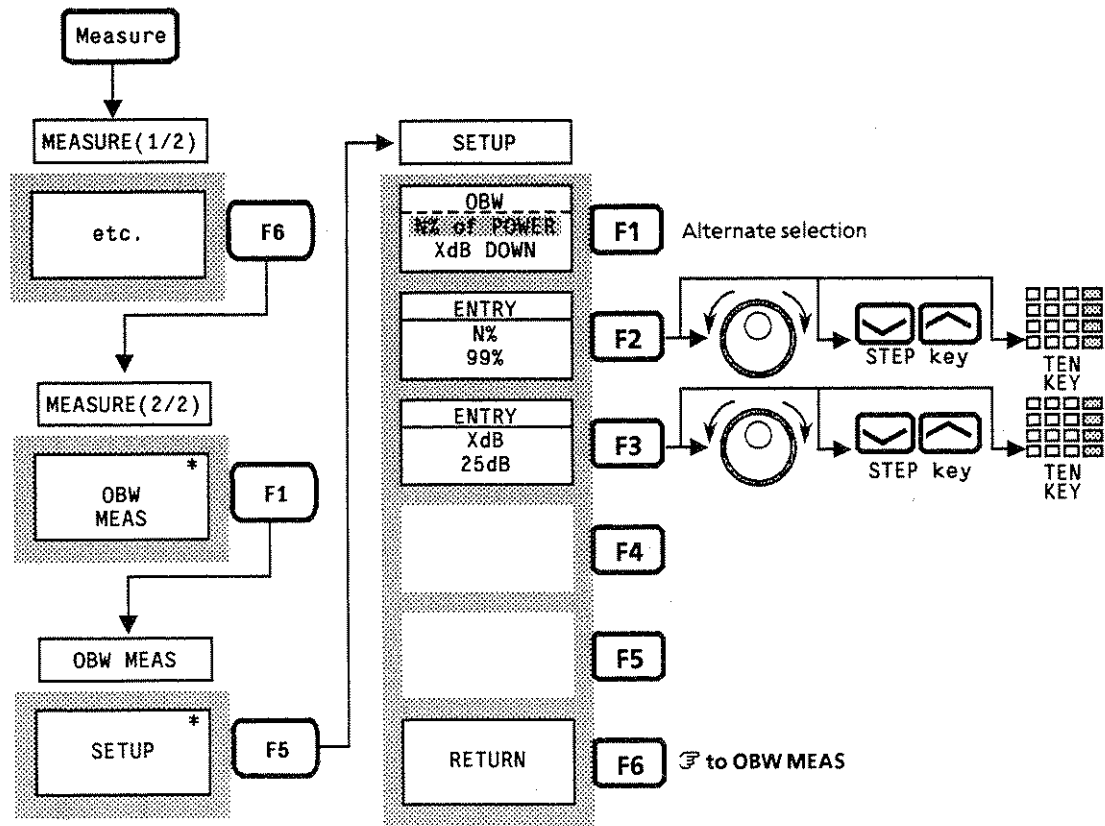 Measure
MEASURE(1/2)
etc.
F6
MEASURE(2/2)
*
OBW
MEAS
F1
OBW MEAS
*
SETUP
F5
SETUP
OBW
N% of POWER
XdB DOWN
F1
Alternate selection
ENTRY
N%
99%
F2
STEP key
TEN
KEY
ENTRY
XdB
25dB
F3
STEP key
TEN
KEY
F4
F5
RETURN
F6
☞ to OBW MEAS